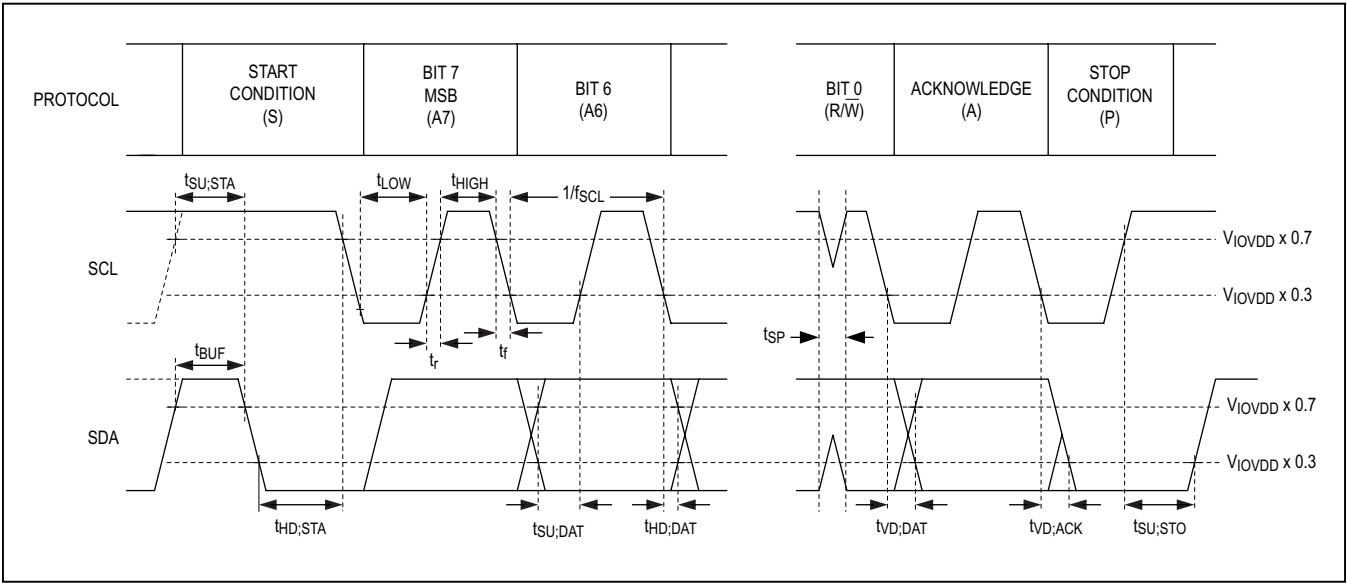 PROTOCOL
START
CONDITION
(S)
BIT 7
MSB
(A7)
BIT 6
(A6)
BIT 0
(R/W̅)
ACKNOWLEDGE
(A)
STOP
CONDITION
(P)
tSU;STA
tLOW
tHIGH
1/fSCL
SCL
VIOVDD x 0.7
VIOVDD x 0.3
tBUF
tr
tf
tSP
SDA
VIOVDD x 0.7
VIOVDD x 0.3
tHD;STA
tSU;DAT
tHD;DAT
tVD;DAT
tVD;ACK
tSU;STO